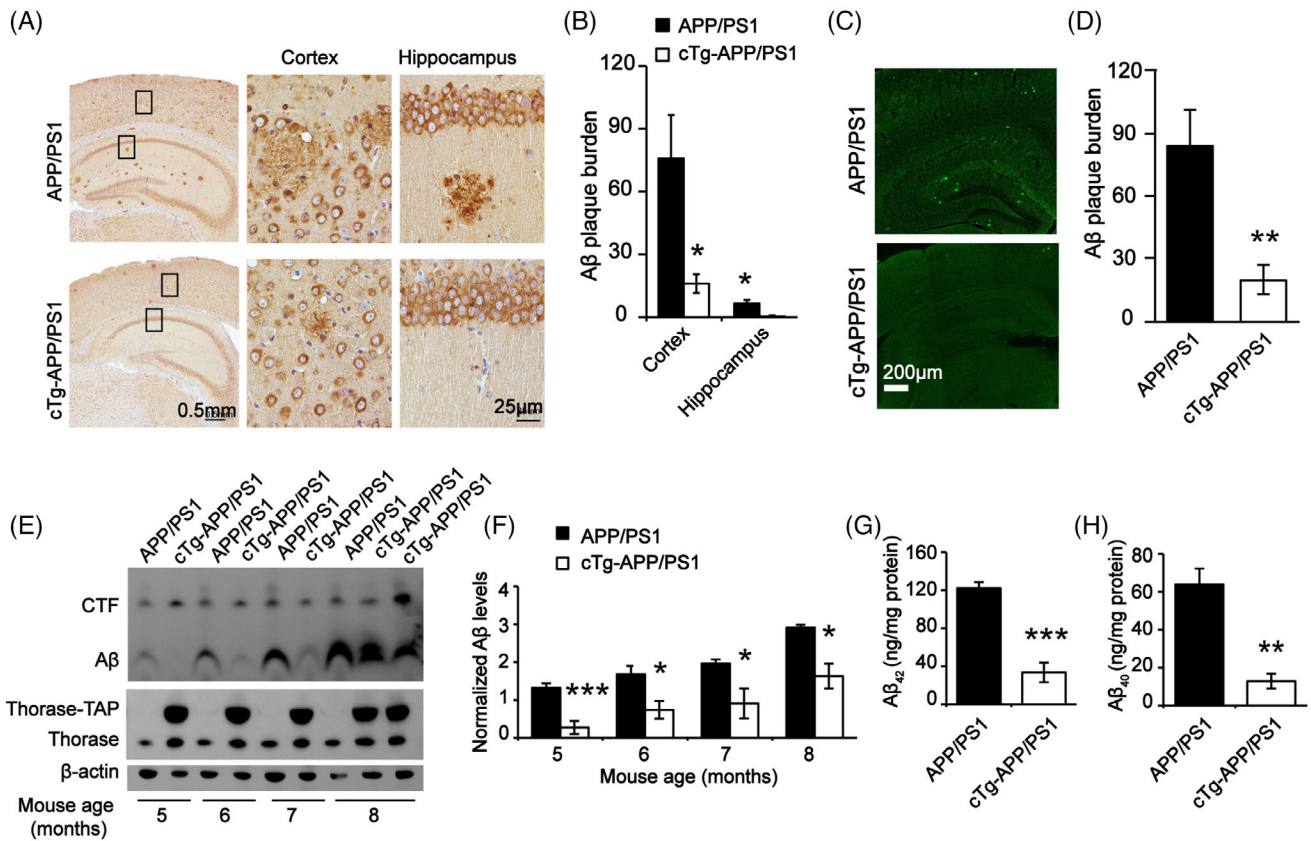 (A)
Cortex
Hippocampus
APP/PS1
cTg-APP/PS1
0.5mm
25µm
(B)
APP/PS1
cTg-APP/PS1
Aβ plaque burden
120
90
60
30
0
*
*
Cortex
Hippocampus
(C)
APP/PS1
cTg-APP/PS1
200µm
(D)
Aβ plaque burden
120
90
60
30
0
**
APP/PS1
cTg-APP/PS1
(E)
APP/PS1
cTg-APP/PS1
APP/PS1
cTg-APP/PS1
APP/PS1
cTg-APP/PS1
APP/PS1
cTg-APP/PS1
cTg-APP/PS1
CTF
Aβ
Thorase-TAP
Thorase
β-actin
Mouse age
(months)
5 6 7 8
(F)
APP/PS1
cTg-APP/PS1
Normalized Aβ levels
4
3
2
1
0
***
*
*
*
5 6 7 8
Mouse age (months)
(G)
Aβ42 (ng/mg protein)
160
120
80
40
0
***
APP/PS1
cTg-APP/PS1
(H)
Aβ40 (ng/mg protein)
80
60
40
20
0
**
APP/PS1
cTg-APP/PS1